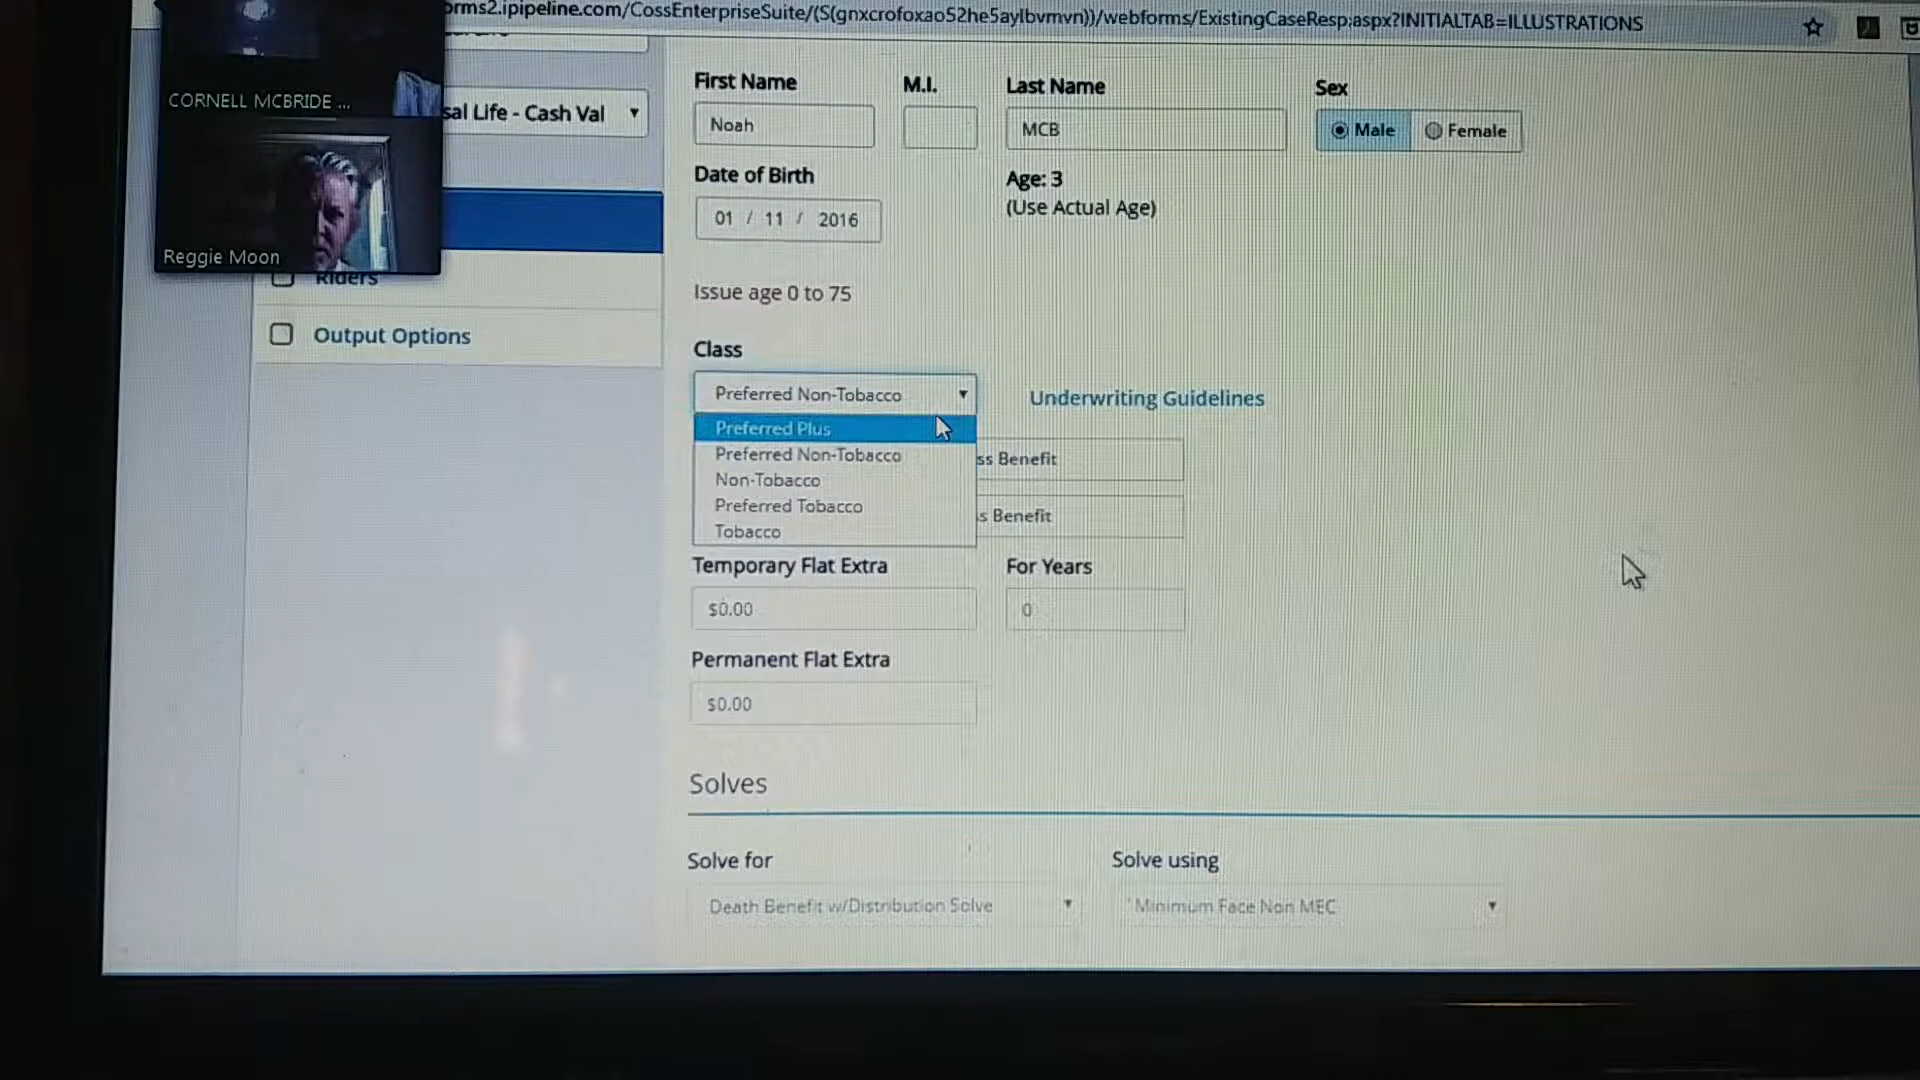 orms2.ipipeline.com/CossEnterpriseSuite/(S(gnxcrofoxao52he5aylbvmvn))/webforms/ExistingCaseResp.aspx?INITIALTAB=ILLUSTRATIONS
CORNELL MCBRIDE ...
Reggie Moon
sal Life - Cash Val
Riders
Output Options
First Name
M.I.
Last Name
Sex
Noah
MCB
Male
Female
Date of Birth
Age: 3
(Use Actual Age)
01 / 11 / 2016
Issue age 0 to 75
Class
Preferred Non-Tobacco
Underwriting Guidelines
Preferred Plus
Preferred Non-Tobacco
Non-Tobacco
Preferred Tobacco
Tobacco
ss Benefit
s Benefit
Temporary Flat Extra
For Years
$0.00
0
Permanent Flat Extra
$0.00
Solves
Solve for
Solve using
Death Benefit w/Distribution Solve
Minimum Face Non MEC